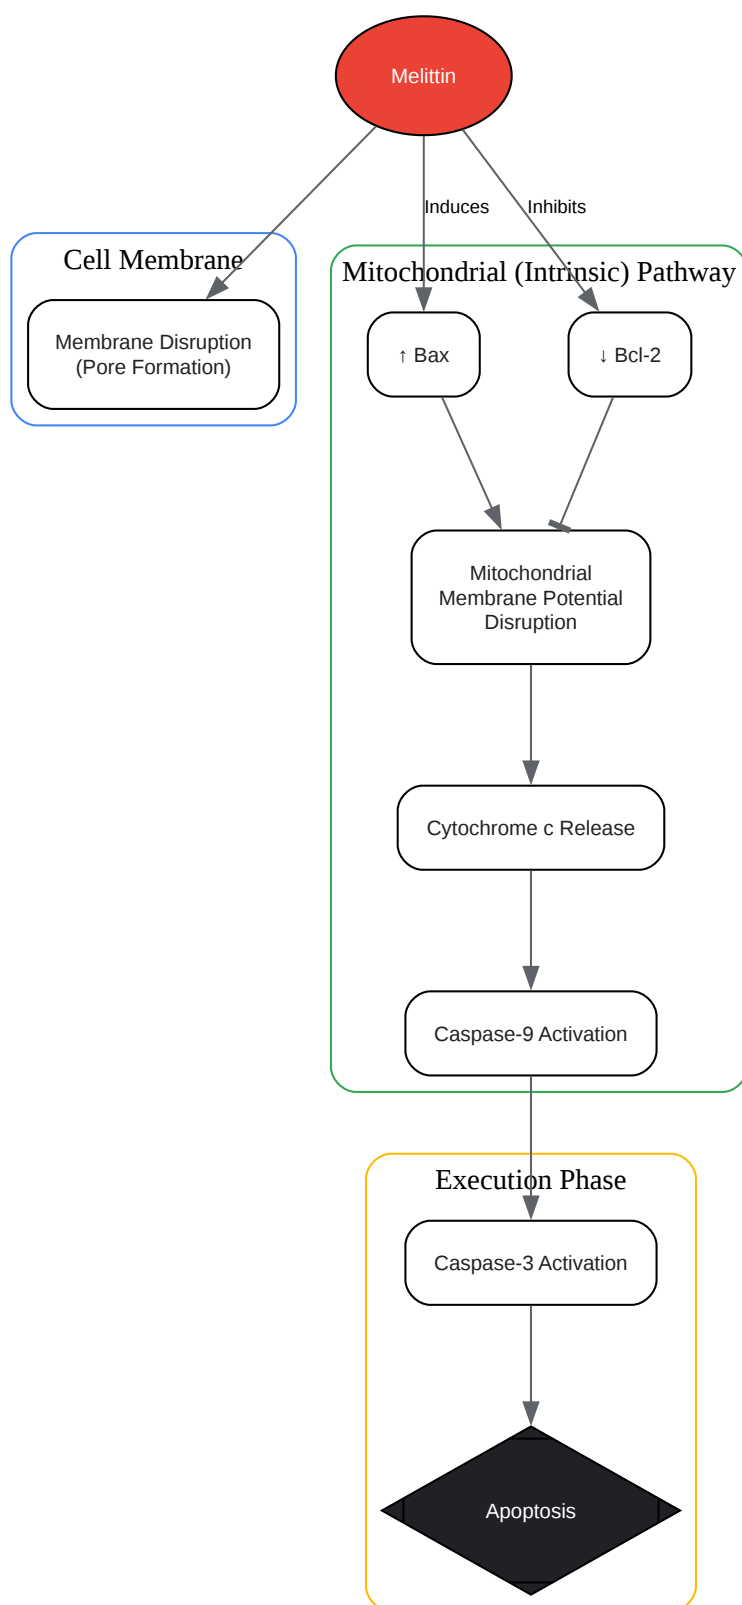 Melittin
Induces
Inhibits
Cell Membrane
Mitochondrial (Intrinsic) Pathway
Membrane Disruption
(Pore Formation)
↑ Bax
↓ Bcl-2
Mitochondrial
Membrane Potential
Disruption
Cytochrome c Release
Caspase-9 Activation
Execution Phase
Caspase-3 Activation
Apoptosis